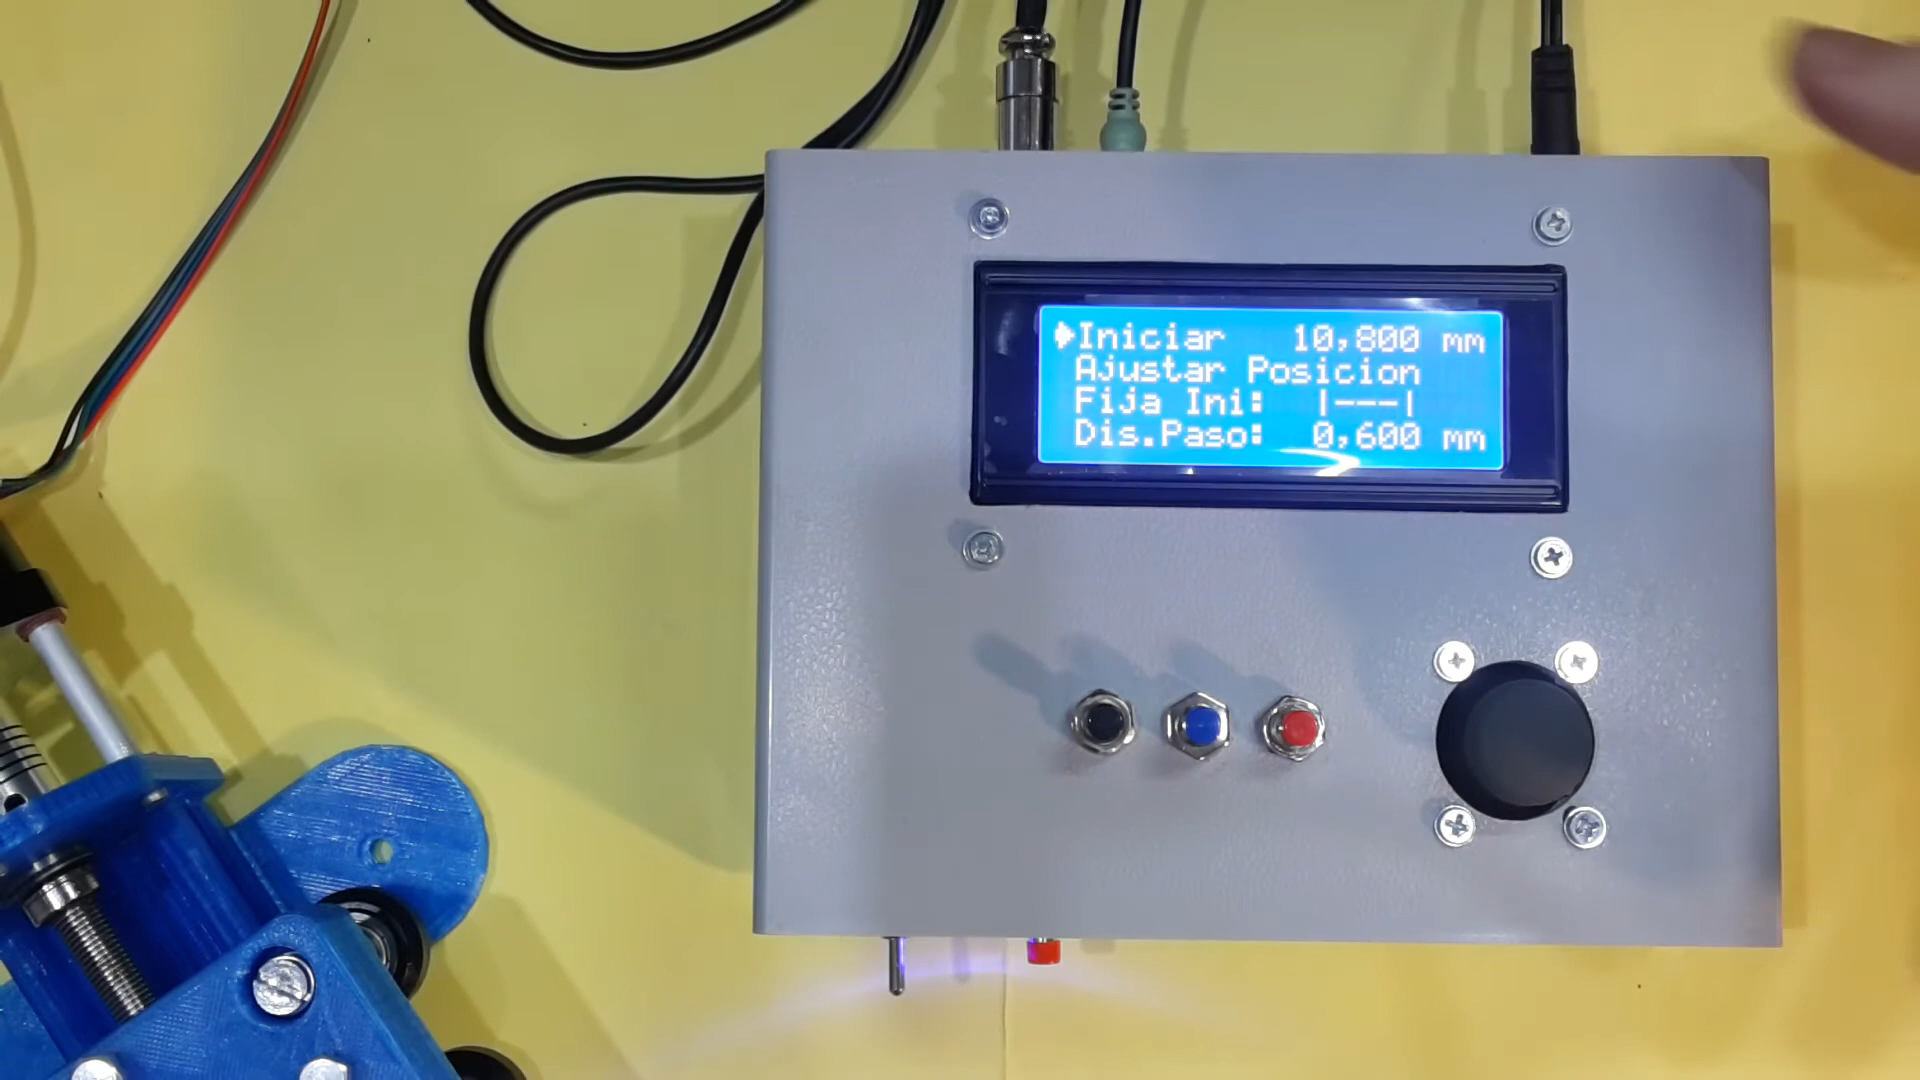 Iniciar 10,800 mm
Ajustar Posicion
Fija Ini: |---|
Dis.Paso: 0,600 mm